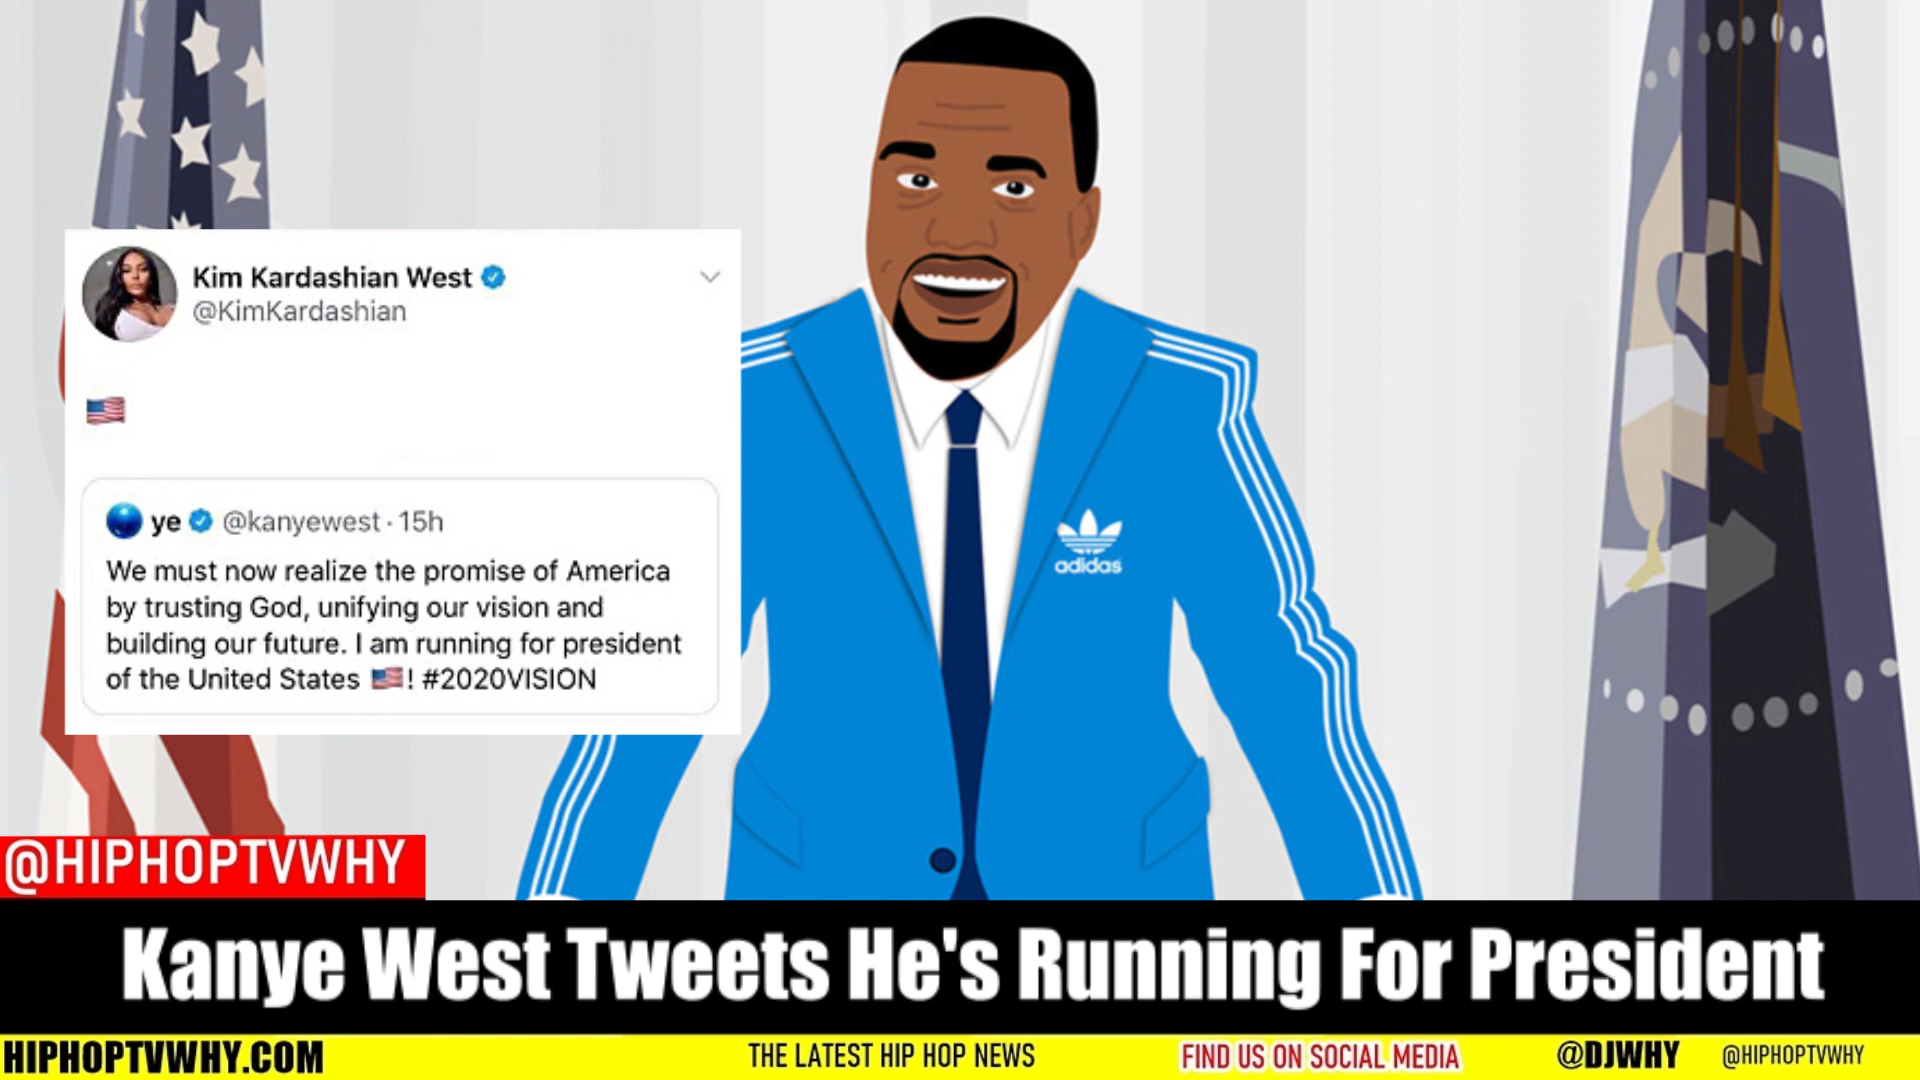 Kim Kardashian West
@KimKardashian
ye @kanyewest · 15h
We must now realize the promise of America
by trusting God, unifying our vision and
building our future. I am running for president
of the United States 🇺🇸! #2020VISION
adidas
@HIPHOPTVWHY
Kanye West Tweets He's Running For President
HIPHOPTVWHY.COM
THE LATEST HIP HOP NEWS
FIND US ON SOCIAL MEDIA
@DJWHY
@HIPHOPTVWHY